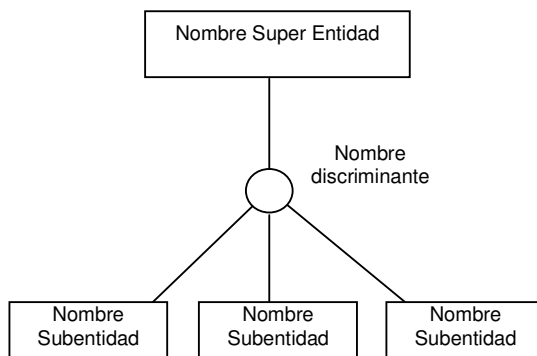 Nombre Super Entidad
Nombre
discriminante
Nombre
Subentidad
Nombre
Subentidad
Nombre
Subentidad